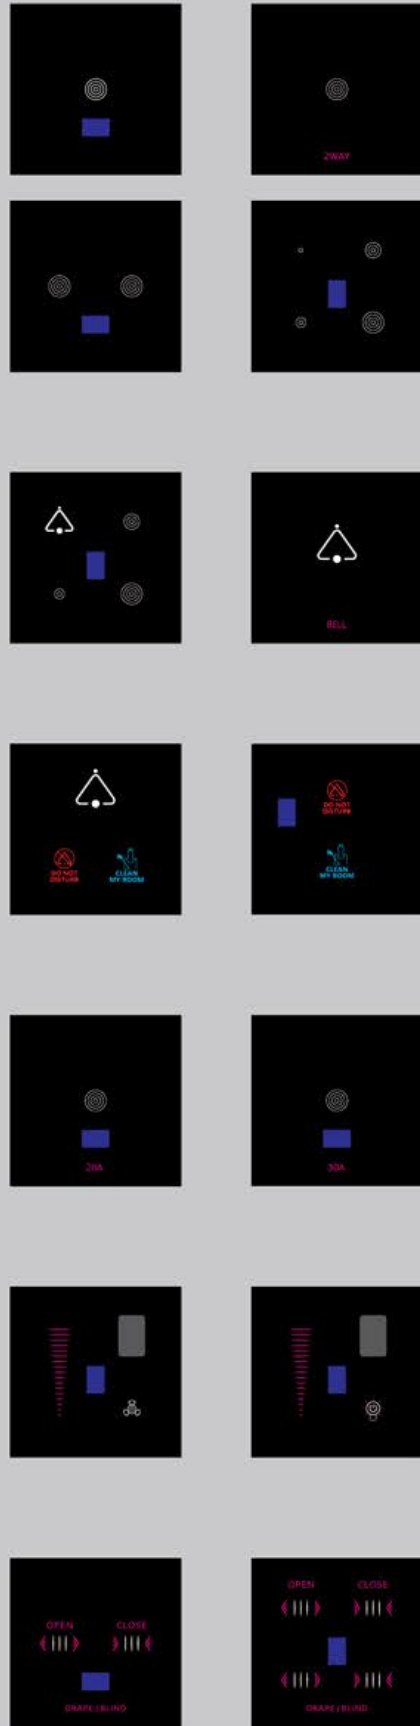 2WAY
BELL
DO NOT
DISTURB
CLEAN
MY ROOM
DO NOT
DISTURB
CLEAN
MY ROOM
20A
30A
OPEN CLOSE
DRAPE / BLIND
OPEN CLOSE
DRAPE / BLIND